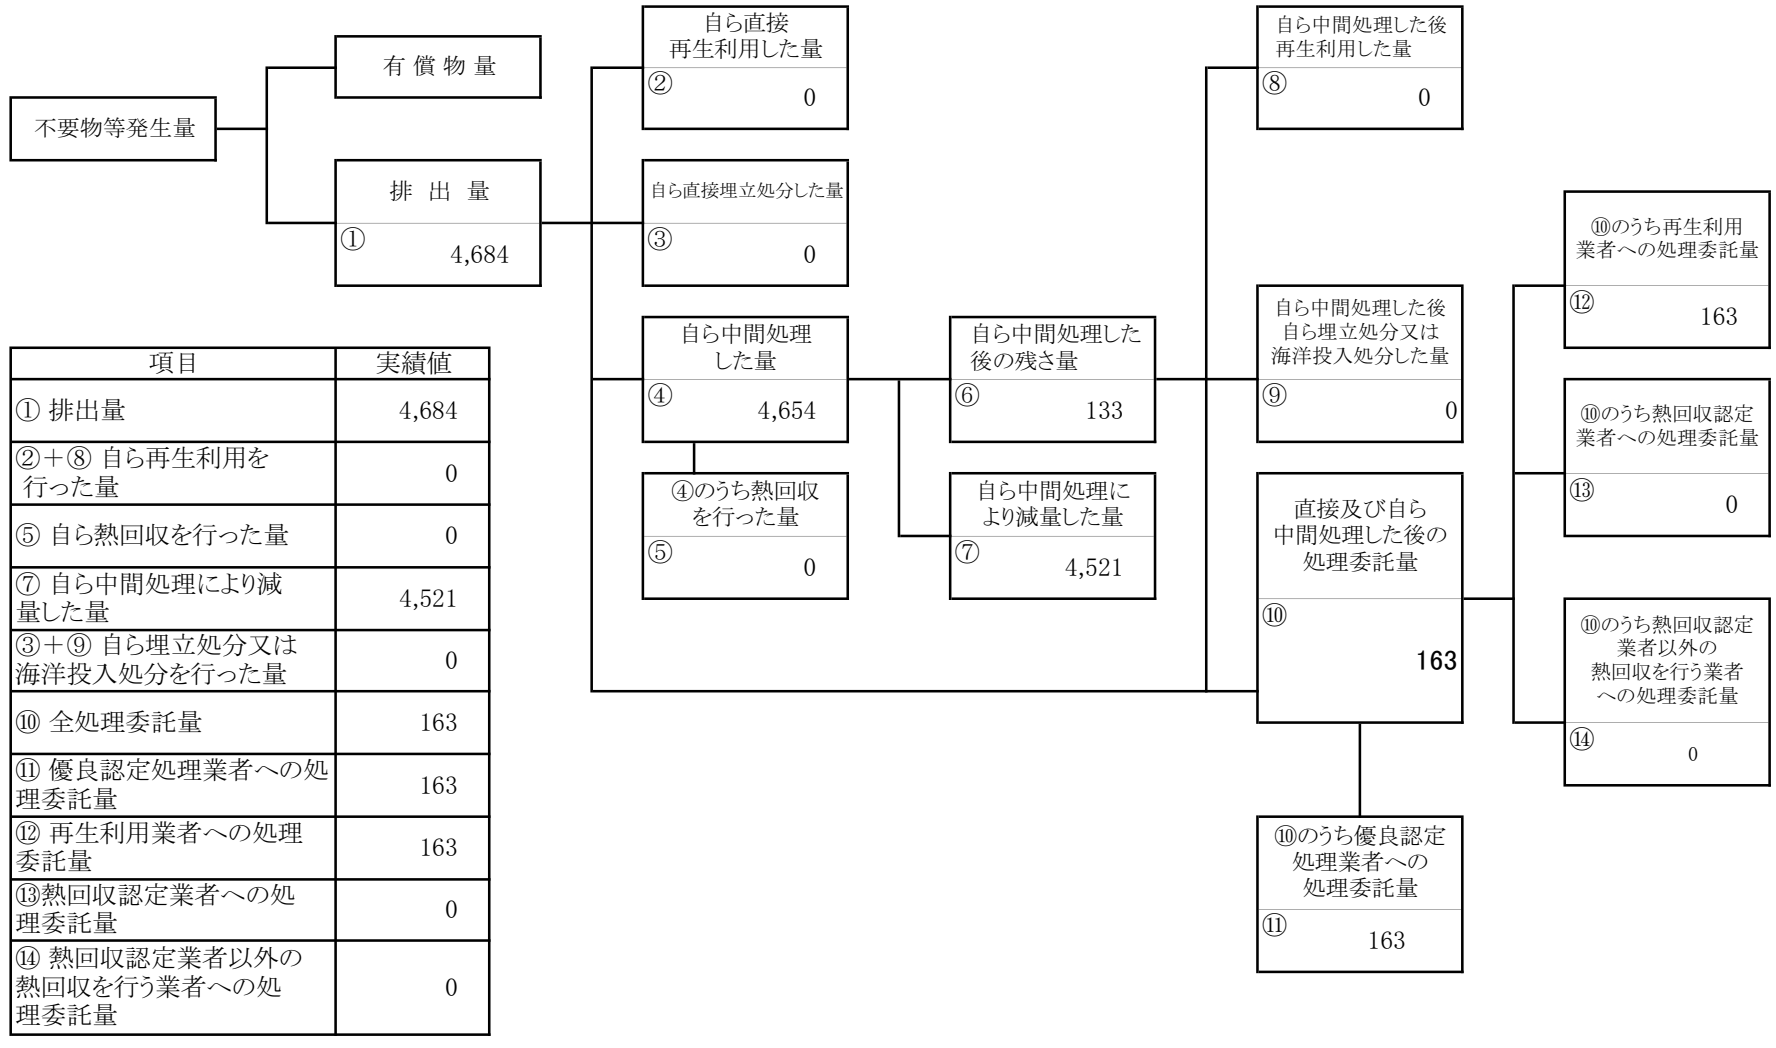 不要物等発生量
有 償 物 量
排 出 量
①
4,684
自ら直接
再生利用した量
②
0
自ら直接埋立処分した量
③
0
自ら中間処理
した量
④
4,654
④のうち熱回収
を行った量
⑤
0
自ら中間処理した
後の残さ量
⑥
133
自ら中間処理に
より減量した量
⑦
4,521
自ら中間処理した後
再生利用した量
⑧
0
自ら中間処理した後
自ら埋立処分又は
海洋投入処分した量
⑨
0
直接及び自ら
中間処理した後の
処理委託量
⑩
163
⑩のうち優良認定
処理業者への
処理委託量
⑪
163
⑩のうち再生利用
業者への処理委託量
⑫
163
⑩のうち熱回収認定
業者への処理委託量
⑬
0
⑩のうち熱回収認定
業者以外の
熱回収を行う業者
への処理委託量
⑭
0
項目 実績値
① 排出量 4,684
②+⑧ 自ら再生利用を
行った量
0
⑤ 自ら熱回収を行った量 0
⑦ 自ら中間処理により減
量した量
4,521
③+⑨ 自ら埋立処分又は
海洋投入処分を行った量
0
⑩ 全処理委託量 163
⑪ 優良認定処理業者への処
理委託量
163
⑫ 再生利用業者への処理
委託量
163
⑬熱回収認定業者への処
理委託量
0
⑭ 熱回収認定業者以外の
熱回収を行う業者への処
理委託量
0